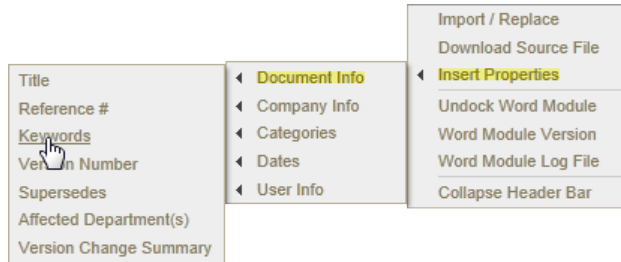 Import / Replace
Download Source File
Insert Properties
Undock Word Module
Word Module Version
Word Module Log File
Collapse Header Bar
Document Info
Company Info
Categories
Dates
User Info
Title
Reference #
Keywords
Version Number
Supersedes
Affected Department(s)
Version Change Summary